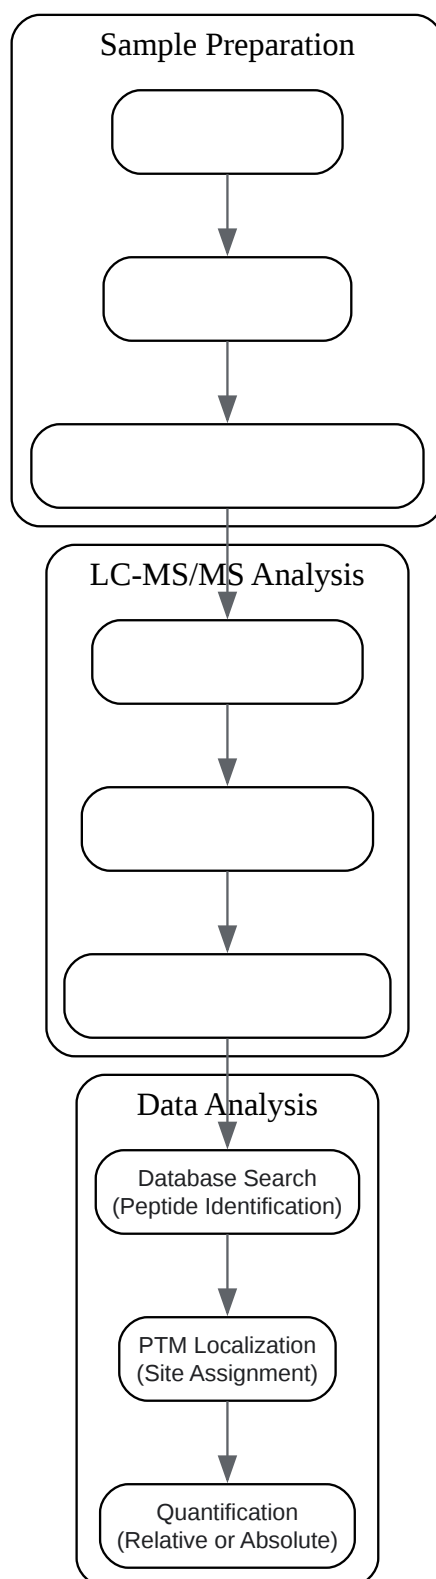 Sample Preparation
LC-MS/MS Analysis
Data Analysis
Database Search
(Peptide Identification)
PTM Localization
(Site Assignment)
Quantification
(Relative or Absolute)